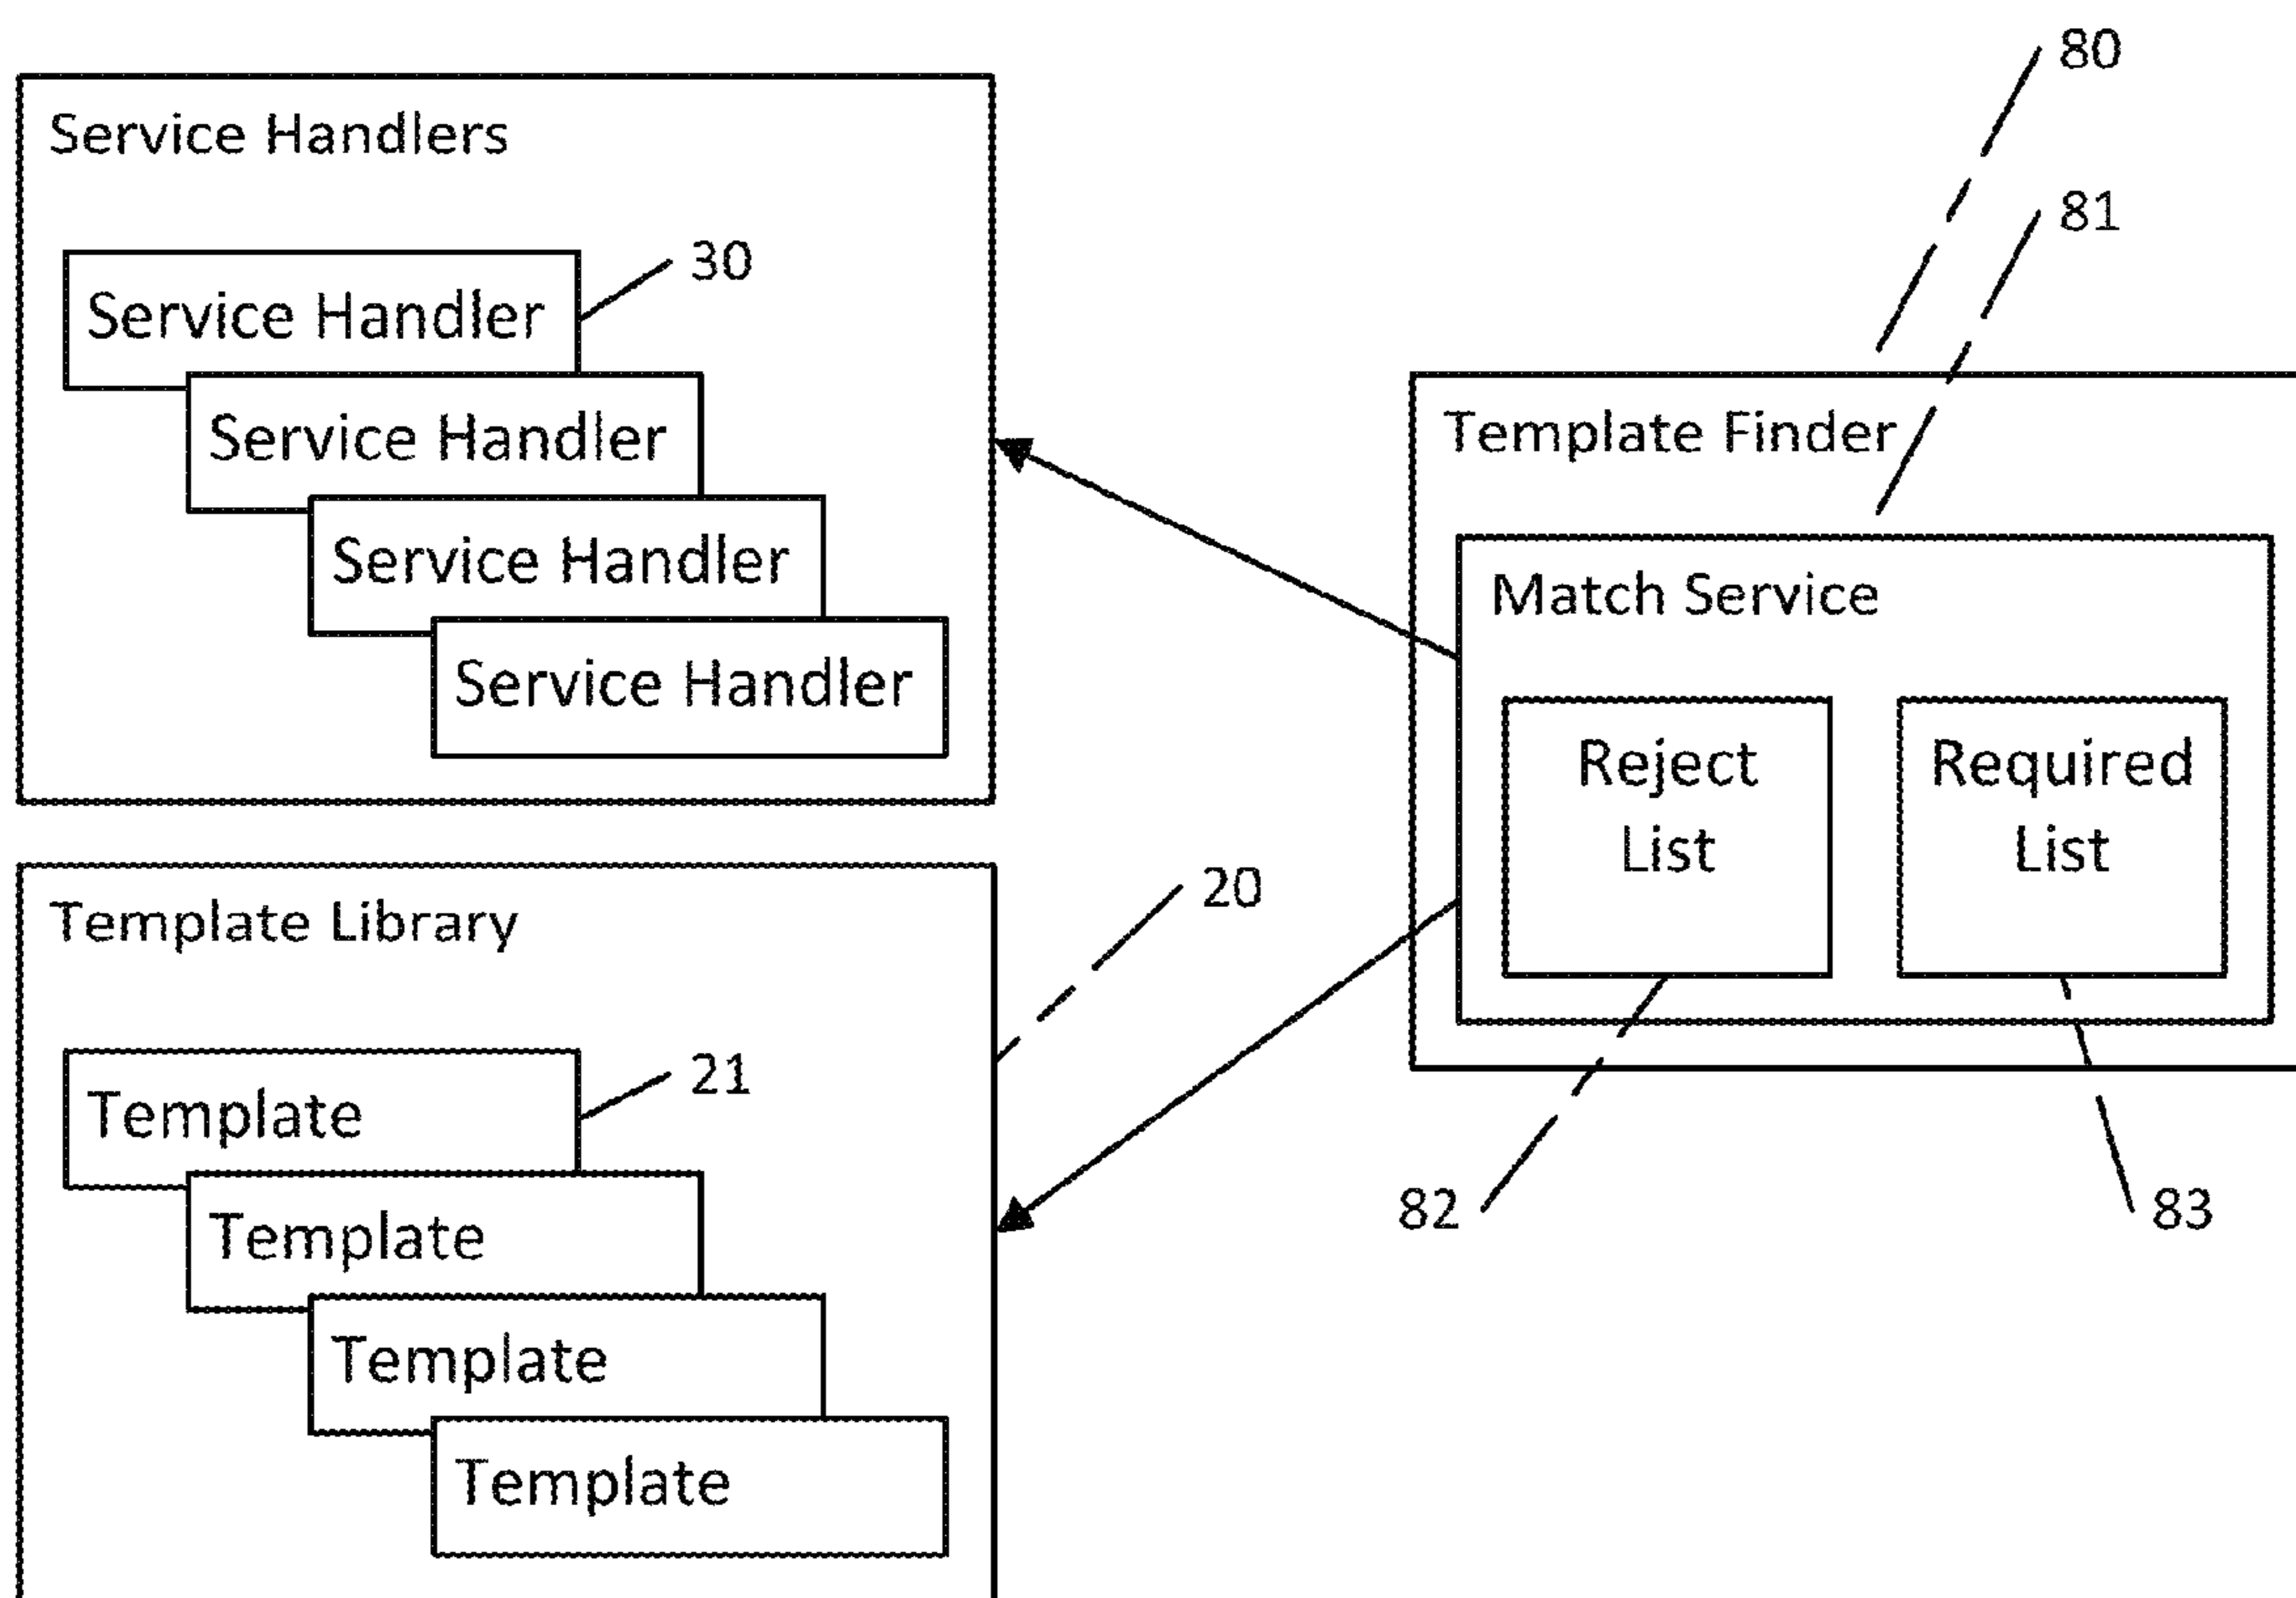 80
81
Service Handlers
30
Service Handler
Service Handler
Service Handler
Service Handler
Template Finder
Match Service
Reject
List
Required
List
82
83
Template Library
20
21
Template
Template
Template
Template